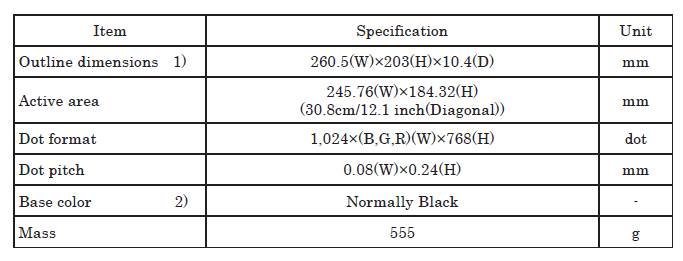 Item Specification Unit
Outline dimensions 1) 260.5(W)×203(H)×10.4(D) mm
Active area 245.76(W)×184.32(H) mm
(30.8cm/12.1 inch(Diagonal))
Dot format 1,024×(B,G,R)(W)×768(H) dot
Dot pitch 0.08(W)×0.24(H) mm
Base color 2) Normally Black -
Mass 555 g